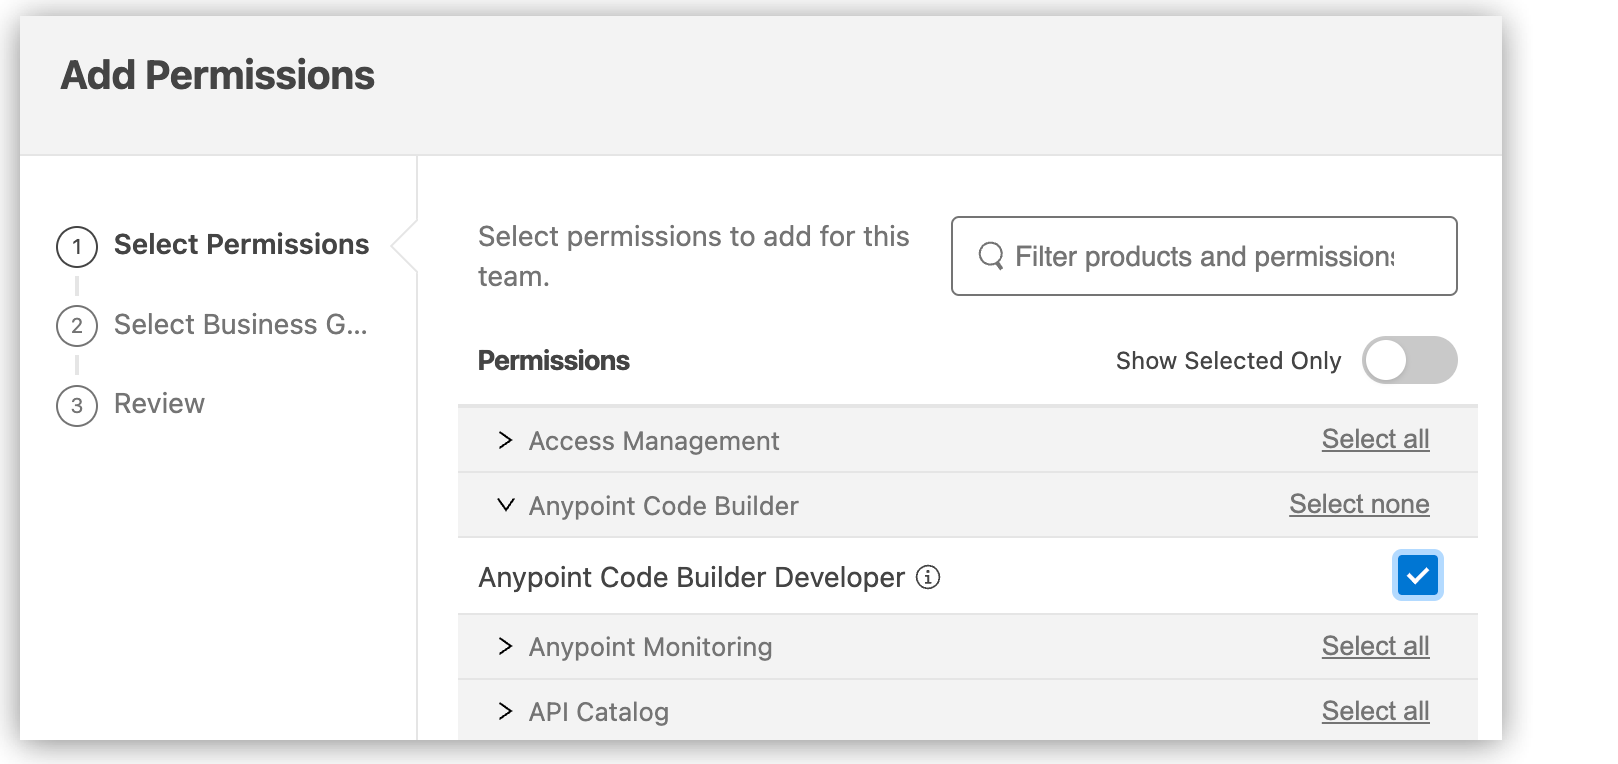 Add Permissions
1 Select Permissions
2 Select Business G...
3 Review
Select permissions to add for this
team.
Filter products and permissions
Permissions
Show Selected Only
Access Management Select all
Anypoint Code Builder Select none
Anypoint Code Builder Developer
Anypoint Monitoring Select all
API Catalog Select all